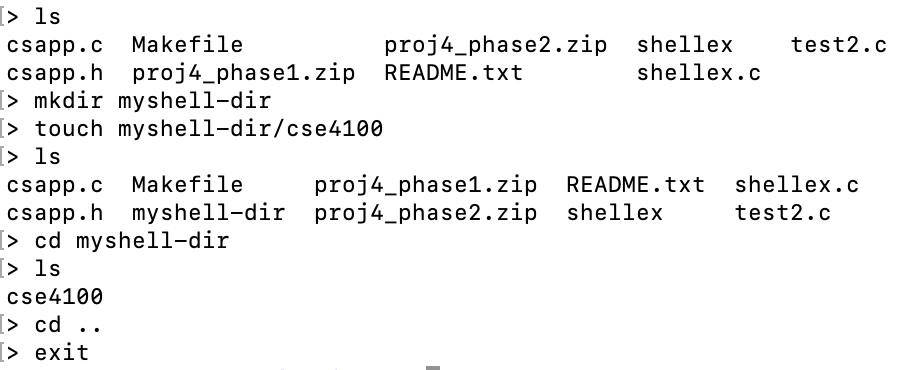 > ls
csapp.c  Makefile          proj4_phase2.zip  shellex    test2.c
csapp.h  proj4_phase1.zip  README.txt        shellex.c
> mkdir myshell-dir
> touch myshell-dir/cse4100
> ls
csapp.c  Makefile     proj4_phase1.zip  README.txt  shellex.c
csapp.h  myshell-dir  proj4_phase2.zip  shellex     test2.c
> cd myshell-dir
> ls
cse4100
> cd ..
> exit